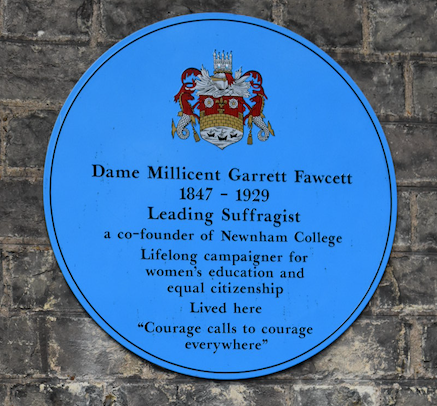 Dame Millicent Garrett Fawcett
1847 - 1929
Leading Suffragist
a co-founder of Newnham College
Lifelong campaigner for
women's education and
equal citizenship
Lived here
"Courage calls to courage
everywhere"